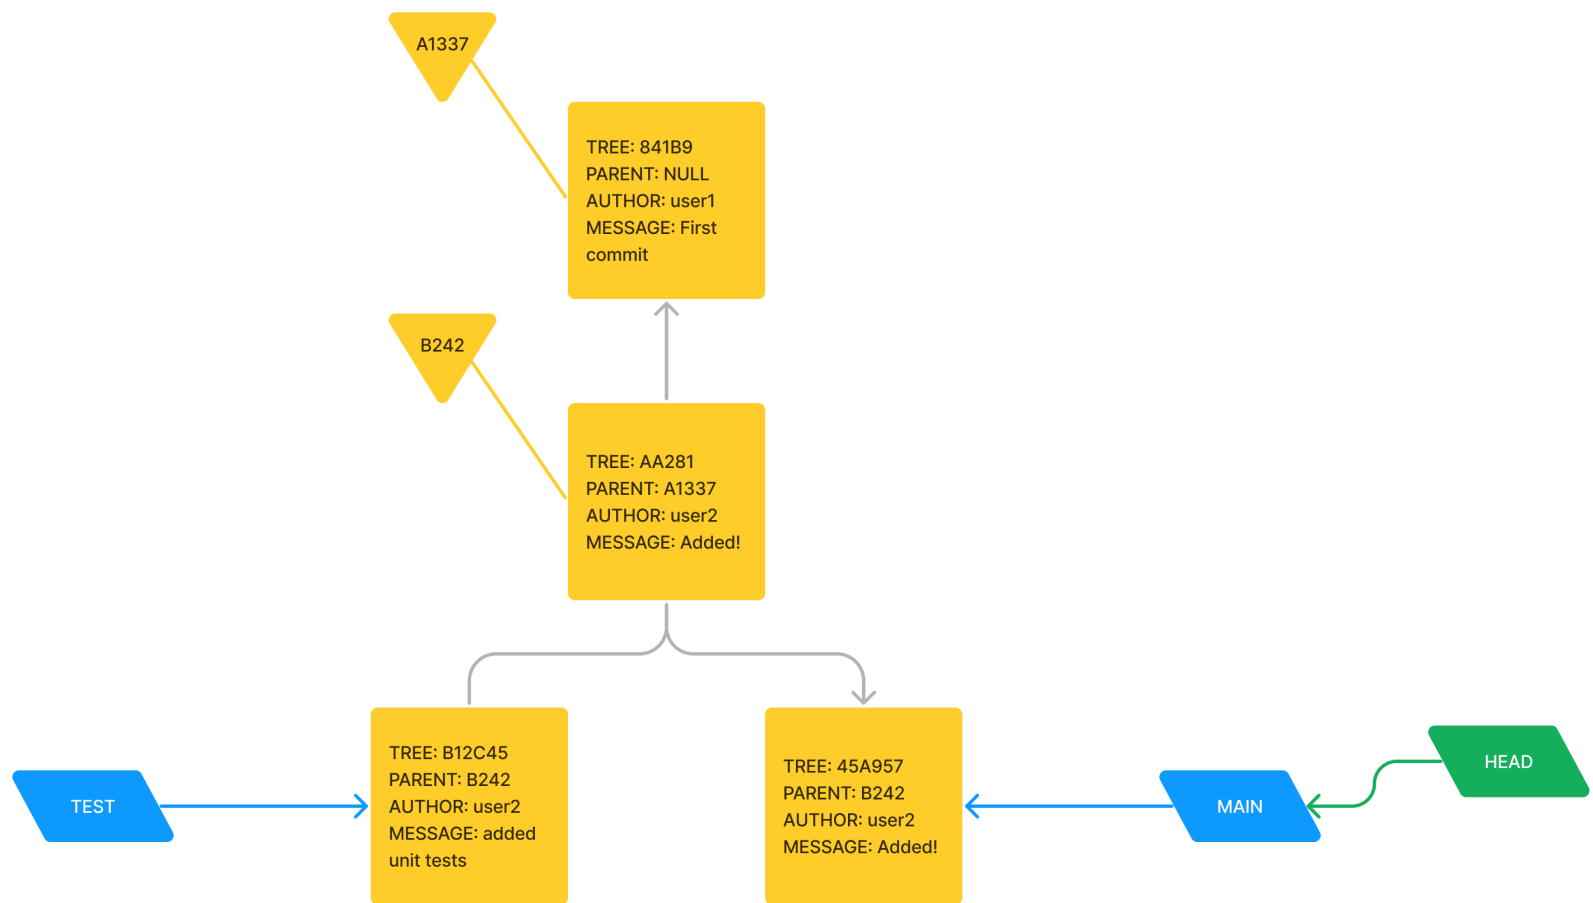 A1337
TREE: 841B9
PARENT: NULL
AUTHOR: user1
MESSAGE: First
commit
B242
TREE: AA281
PARENT: A1337
AUTHOR: user2
MESSAGE: Added!
TEST
TREE: B12C45
PARENT: B242
AUTHOR: user2
MESSAGE: added
unit tests
TREE: 45A957
PARENT: B242
AUTHOR: user2
MESSAGE: Added!
MAIN
HEAD